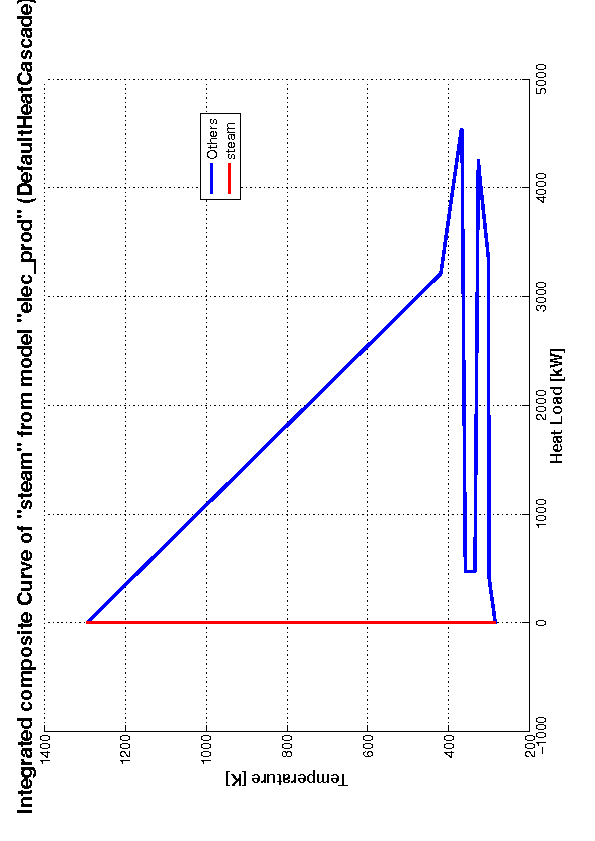 Integrated composite Curve of "steam" from model "elec_prod" (DefaultHeatCascade)
1400
1200
1000
800
600
400
200
Temperature [K]
Others
steam
-1000
0
1000
2000
3000
4000
5000
Heat Load [kW]